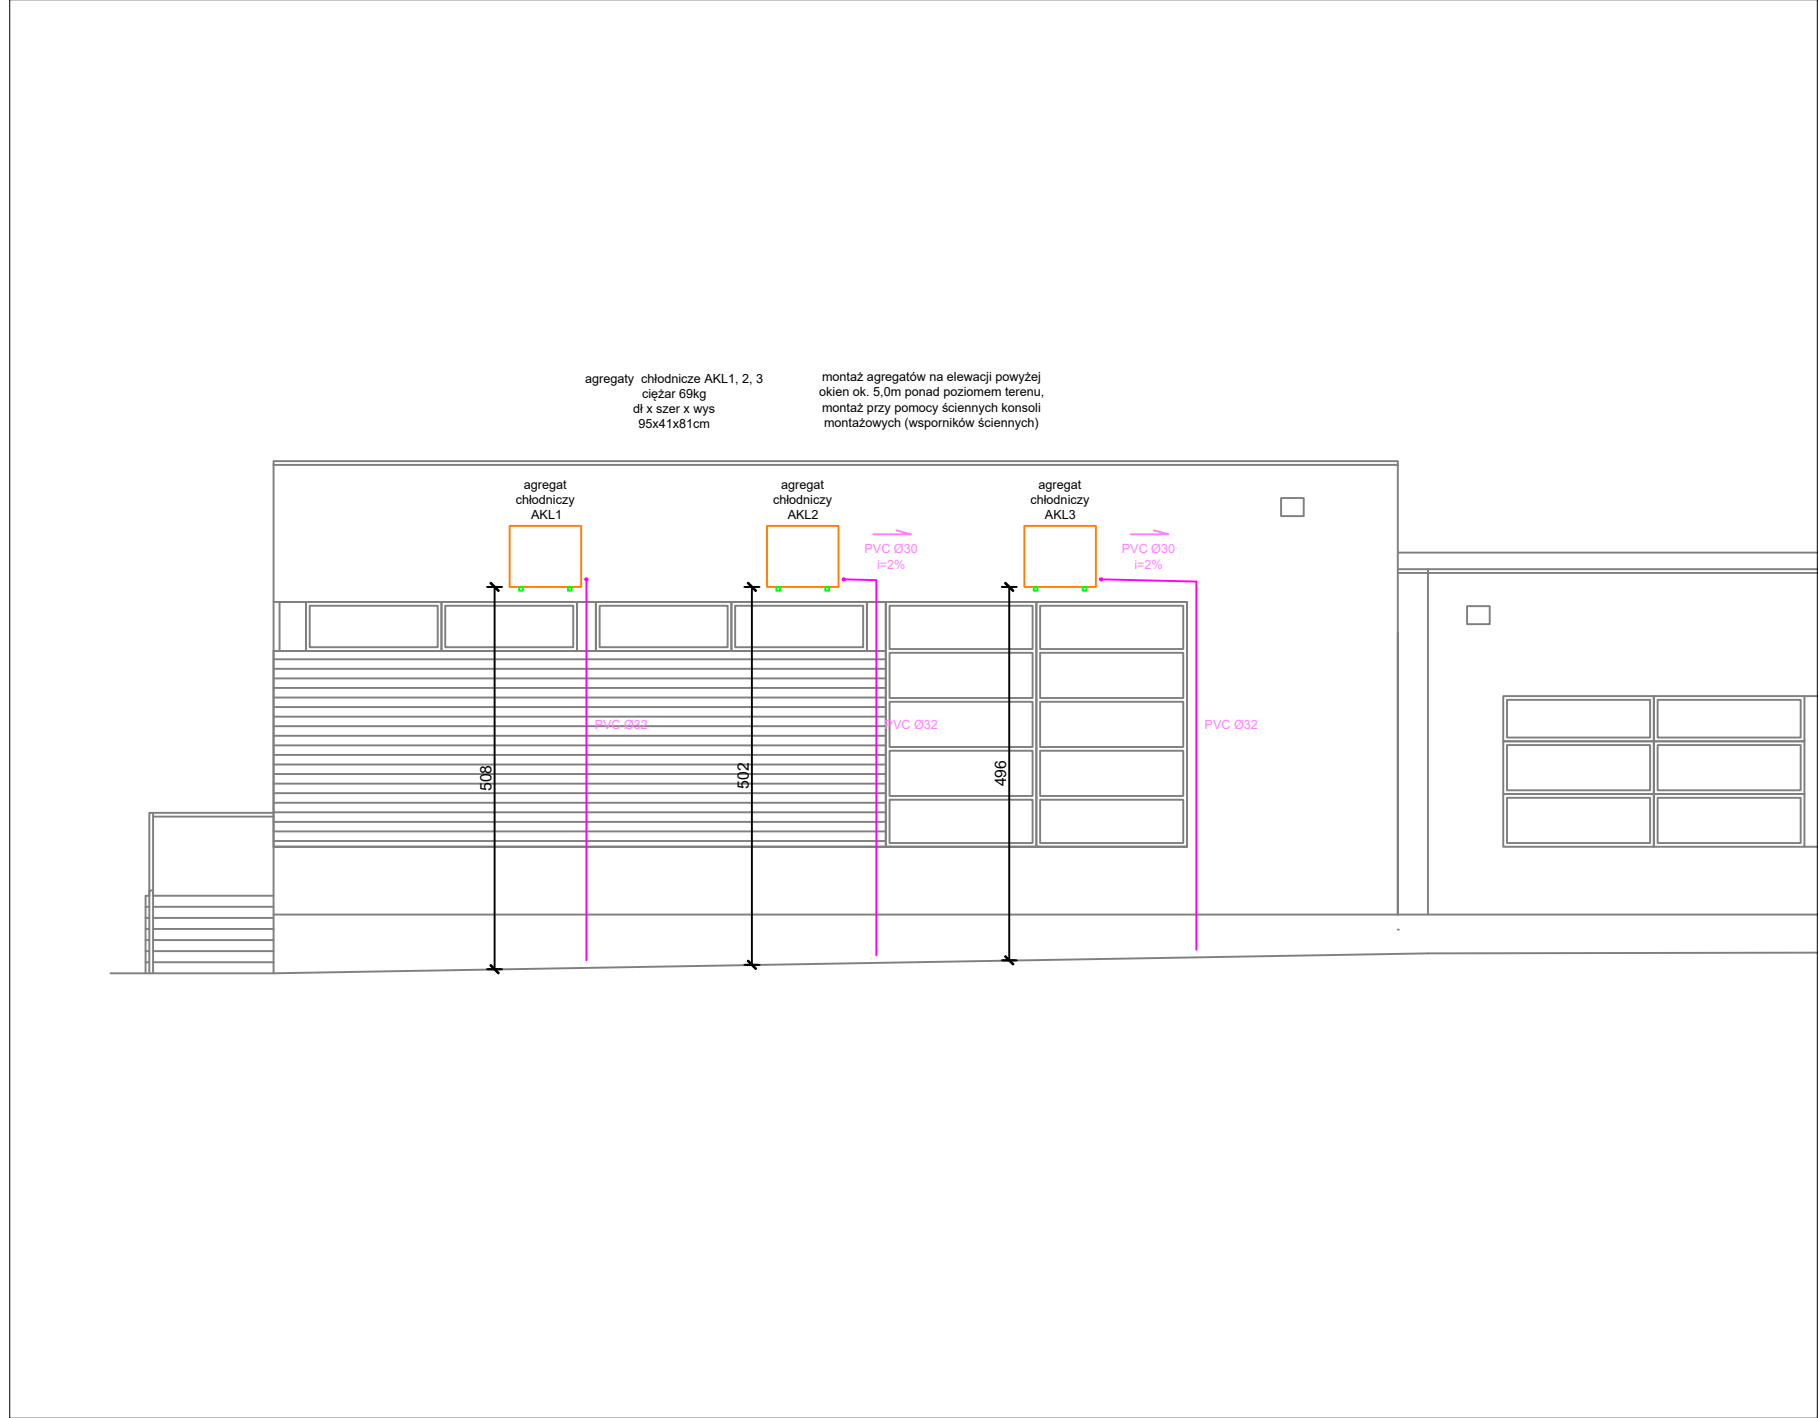 agregaty  chłodnicze AKL1, 2, 3
ciężar 69kg
dł x szer x wys
95x41x81cm
montaż agregatów na elewacji powyżej
okien ok. 5,0m ponad poziomem terenu,
montaż przy pomocy ściennych konsoli
montażowych (wsporników ściennych)
agregat
chłodniczy
AKL1
agregat
chłodniczy
AKL2
agregat
chłodniczy
AKL3
PVC Ø30
i=2%
PVC Ø30
i=2%
PVC Ø32
PVC Ø32
PVC Ø32
508
502
496